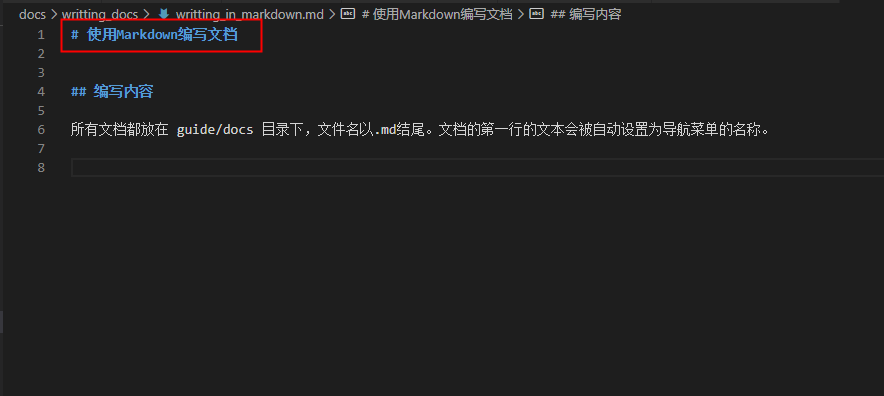 docs > writting_docs > writting_in_markdown.md > abc # 使用Markdown编写文档 > abc ## 编写内容
1 # 使用Markdown编写文档
2
3
4 ## 编写内容
5
6 所有文档都放在 guide/docs 目录下，文件名以.md结尾。文档的第一行的文本会被自动设置为导航菜单的名称。
7
8